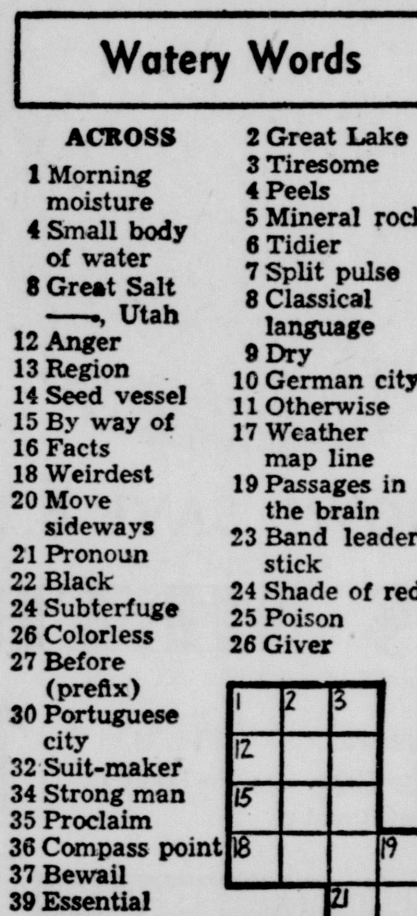 Watery Words
ACROSS
1 Morning
moisture
4 Small body
of water
8 Great Salt
——, Utah
12 Anger
13 Region
14 Seed vessel
15 By way of
16 Facts
18 Weirdest
20 Move
sideways
21 Pronoun
22 Black
24 Subterfuge
26 Colorless
27 Before
(prefix)
30 Portuguese
city
32 Suit-maker
34 Strong man
35 Proclaim
36 Compass point
37 Bewail
39 Essential
2 Great Lake
3 Tiresome
4 Peels
5 Mineral rock
6 Tidier
7 Split pulse
8 Classical
language
9 Dry
10 German city
11 Otherwise
17 Weather
map line
19 Passages in
the brain
23 Band leader
stick
24 Shade of red
25 Poison
26 Giver
1 2 3
12
15
18 19
21